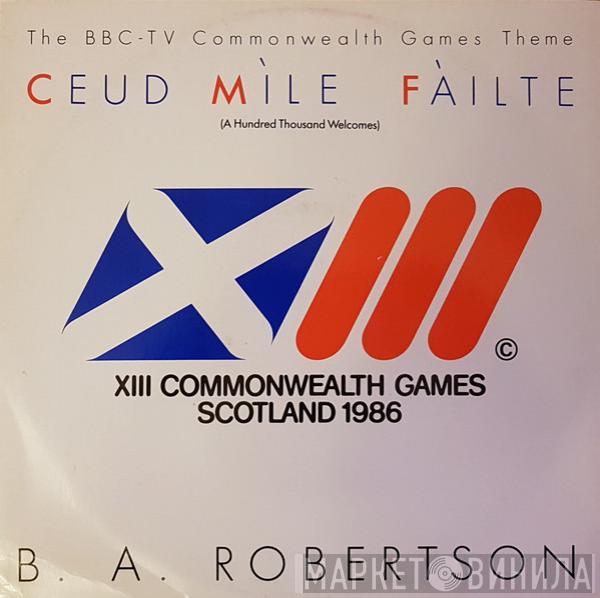 The BBC-TV Commonwealth Games Theme
CEUD MÌLE FÀILTE
(A Hundred Thousand Welcomes)
XIII
©
XIII COMMONWEALTH GAMES
SCOTLAND 1986
B. A. ROBERTSON
МАРКЕТ ВИНИЛА